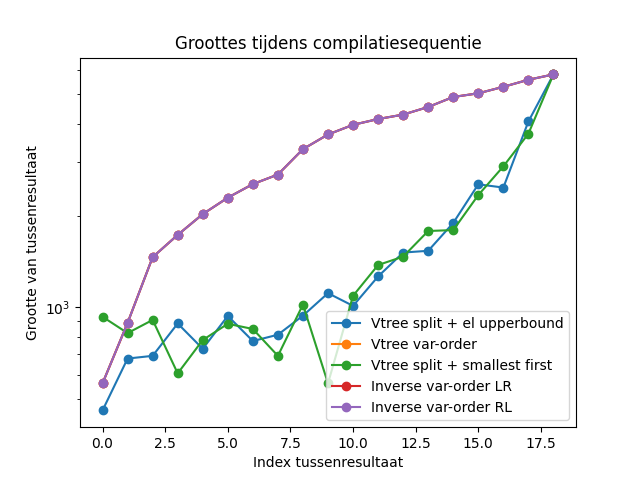 Groottes tijdens compilatiesequentie
Grootte van tussenresultaat
10³
Vtree split + el upperbound
Vtree var-order
Vtree split + smallest first
Inverse var-order LR
Inverse var-order RL
0.0 2.5 5.0 7.5 10.0 12.5 15.0 17.5
Index tussenresultaat